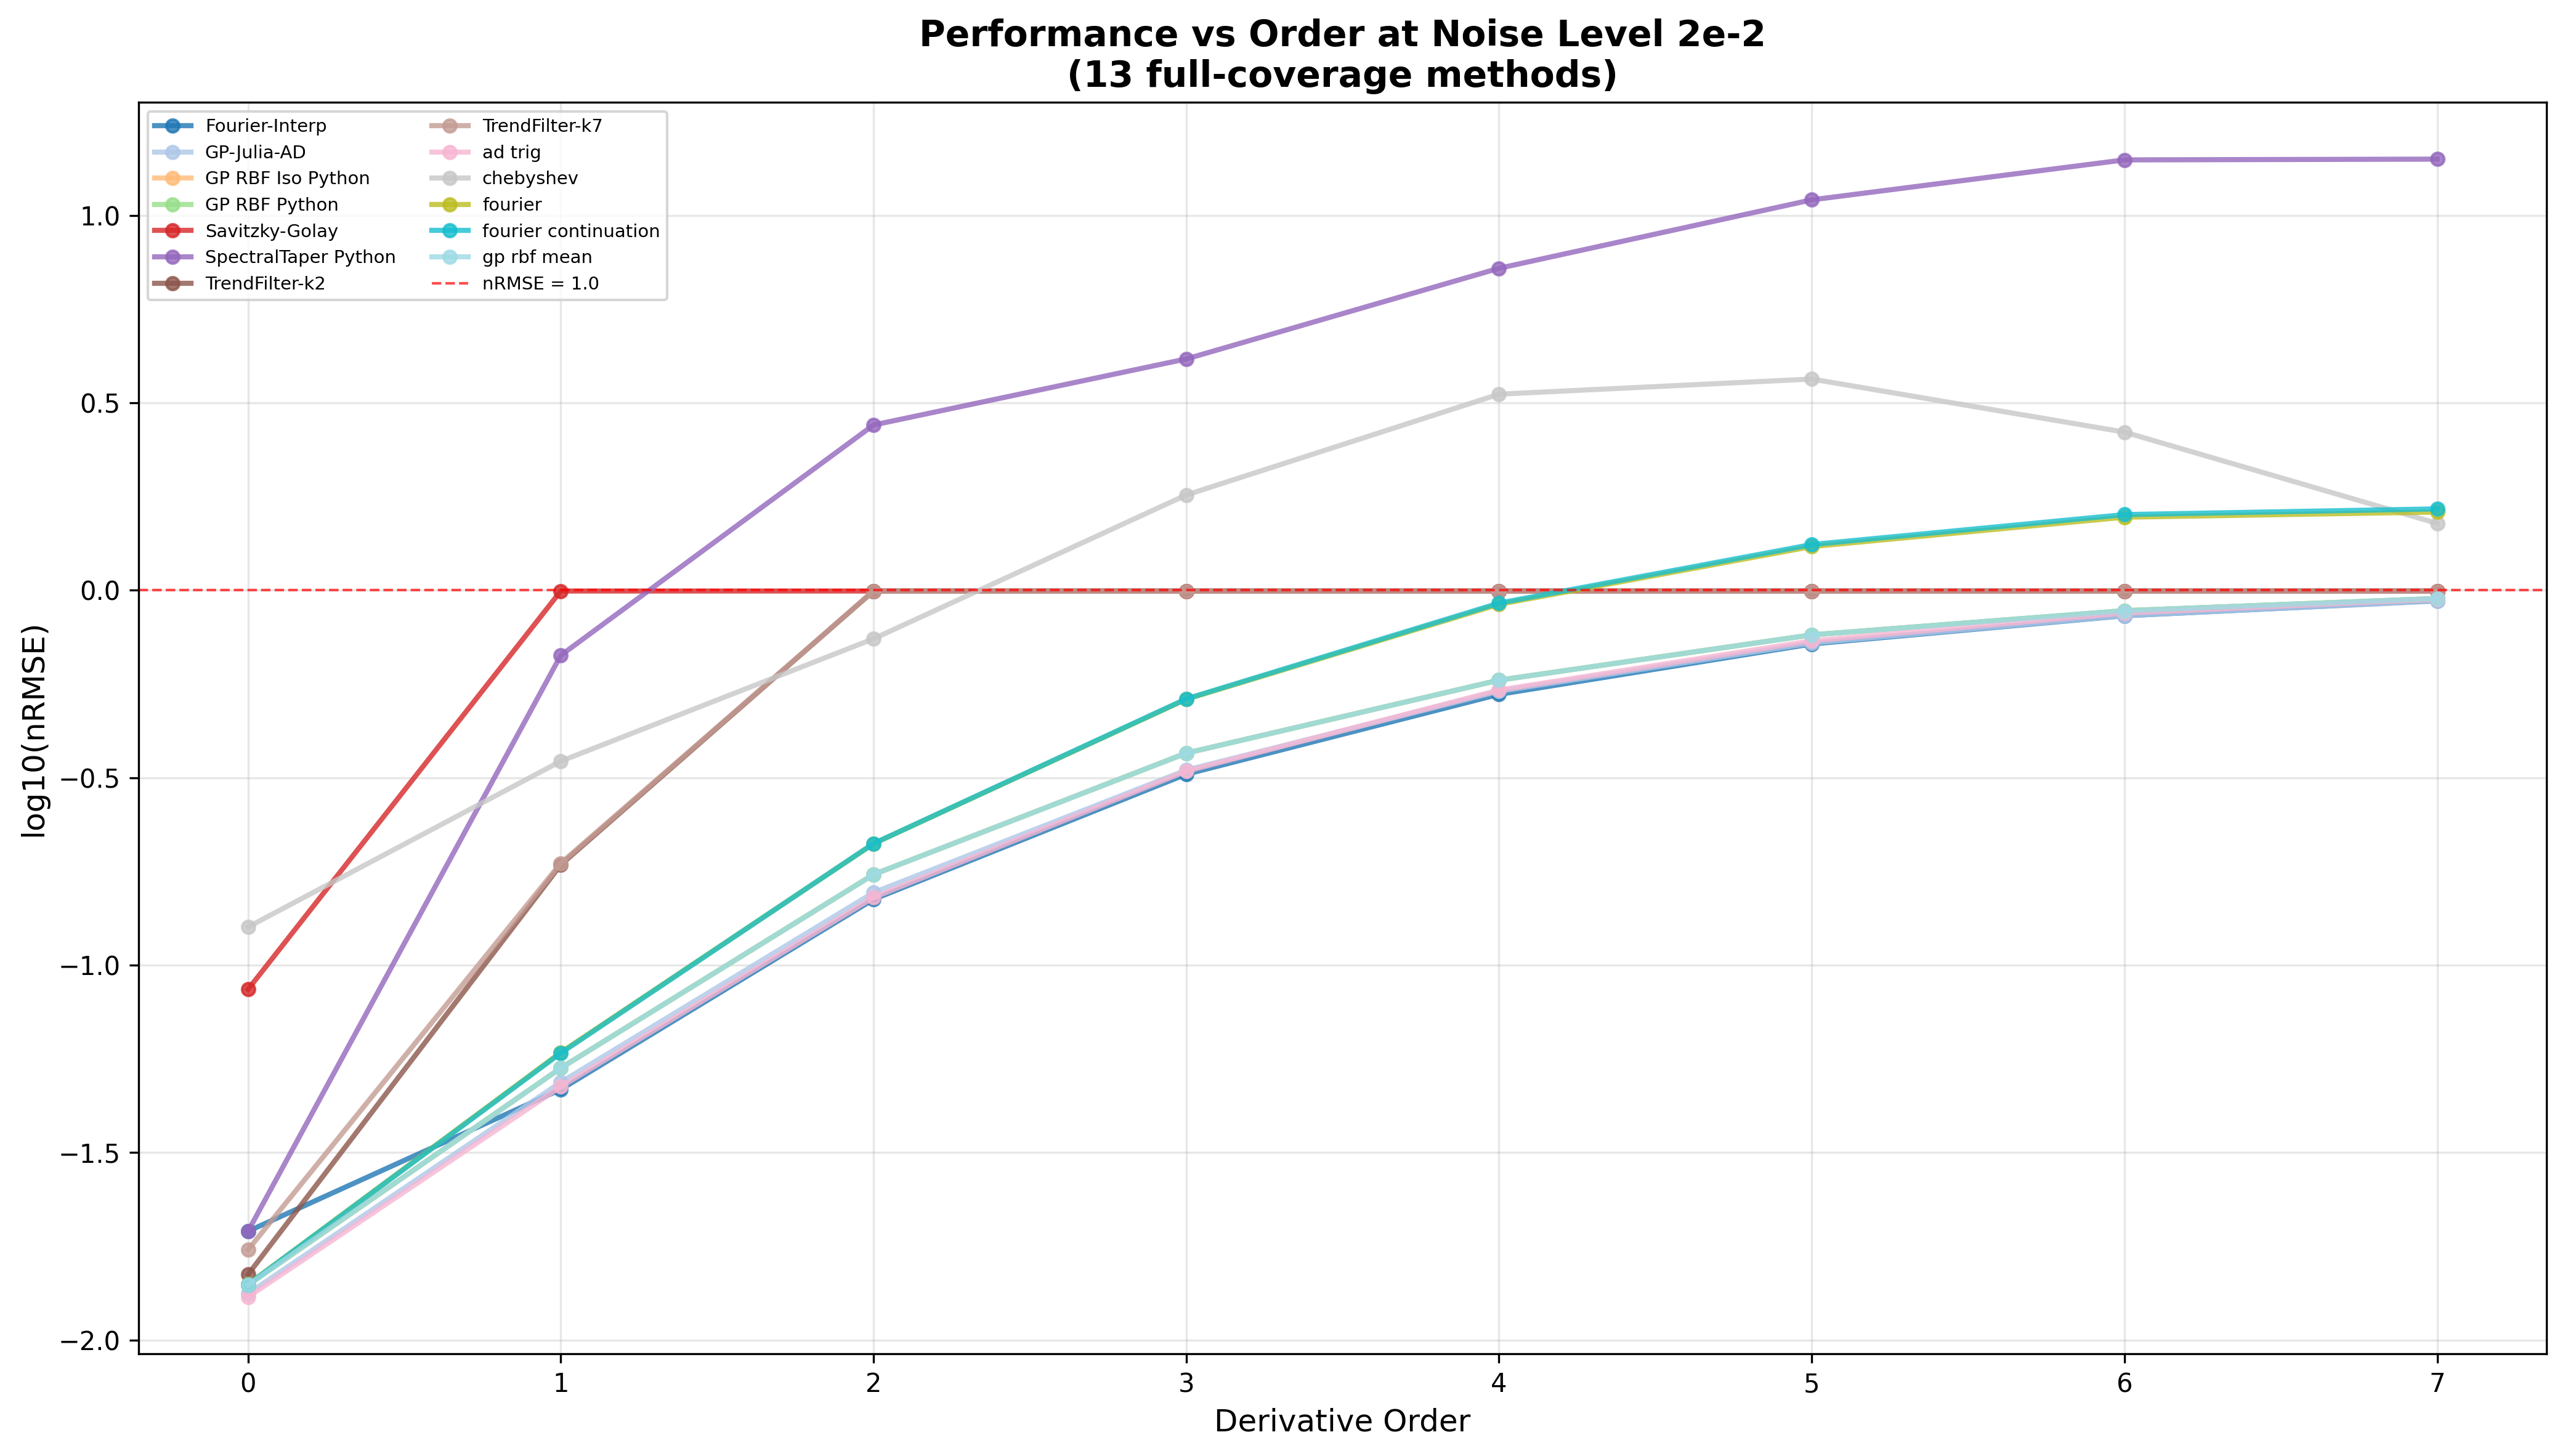 Performance vs Order at Noise Level 2e-2
(13 full-coverage methods)
Fourier-Interp
GP-Julia-AD
GP RBF Iso Python
GP RBF Python
Savitzky-Golay
SpectralTaper Python
TrendFilter-k2
TrendFilter-k7
ad trig
chebyshev
fourier
fourier continuation
gp rbf mean
nRMSE = 1.0
log10(nRMSE)
1.0
0.5
0.0
−0.5
−1.0
−1.5
−2.0
0 1 2 3 4 5 6 7
Derivative Order